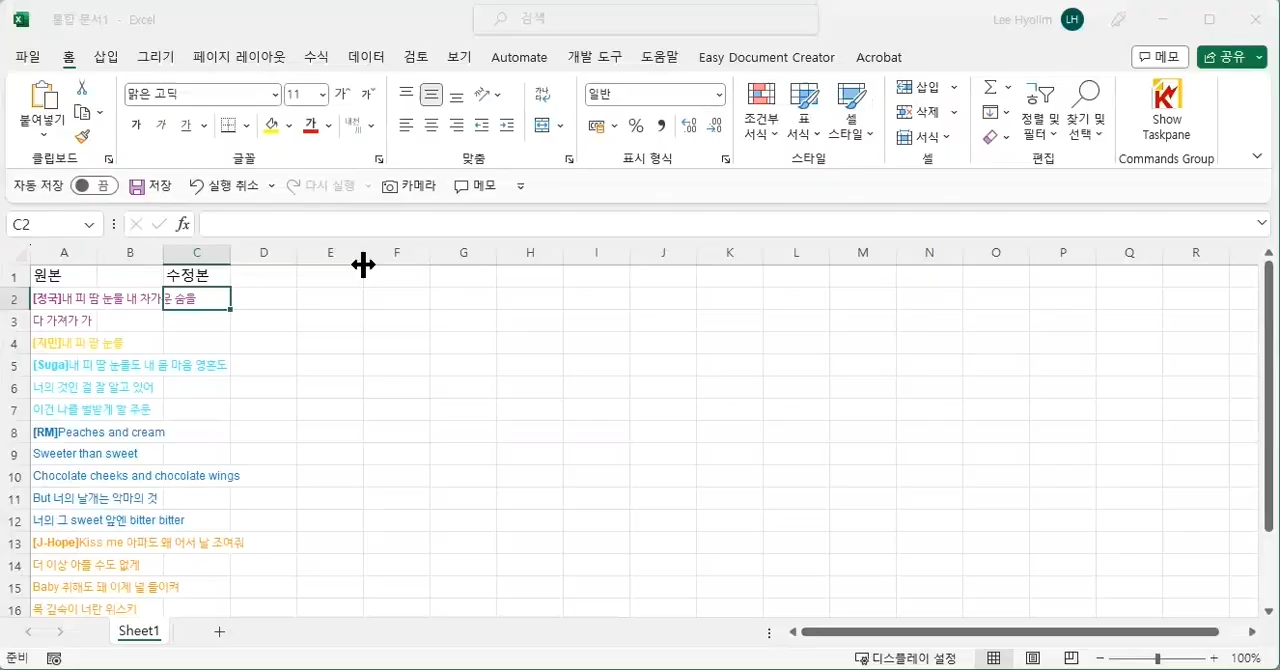 통합 문서1 - Excel
검색
Lee Hyolim LH
파일 홈 삽입 그리기 페이지 레이아웃 수식 데이터 검토 보기 Automate 개발 도구 도움말 Easy Document Creator Acrobat 메모 공유
붙여넣기
맑은 고딕 11 가 가
가 가 가 가 내천
가나다
일반
% ,
조건부 서식
표 서식
셀 스타일
삽입
삭제
서식
정렬 및 필터
찾기 및 선택
Show Taskpane
클립보드 글꼴 맞춤 표시 형식 스타일 셀 편집 Commands Group
자동 저장 끔 저장 실행 취소 다시 실행 카메라 메모
C2 fx
A B C D E F G H I J K L M N O P Q R
1 원본 수정본
2 [정국]내 피 땀 눈물 내 차가운 숨을
3 다 가져가 가
4 [지민]내 피 땀 눈물
5 [Suga]내 피 땀 눈물도 내 몸 마음 영혼도
6 너의 것인 걸 잘 알고 있어
7 이건 나를 벌받게 할 주문
8 [RM]Peaches and cream
9 Sweeter than sweet
10 Chocolate cheeks and chocolate wings
11 But 너의 날개는 악마의 것
12 너의 그 sweet 앞엔 bitter bitter
13 [J-Hope]Kiss me 아파도 돼 어서 날 조여줘
14 더 이상 아플 수도 없게
15 Baby 취해도 돼 이제 널 들이켜
16 목 깊숙이 너란 위스키
Sheet1
준비 디스플레이 설정 100%